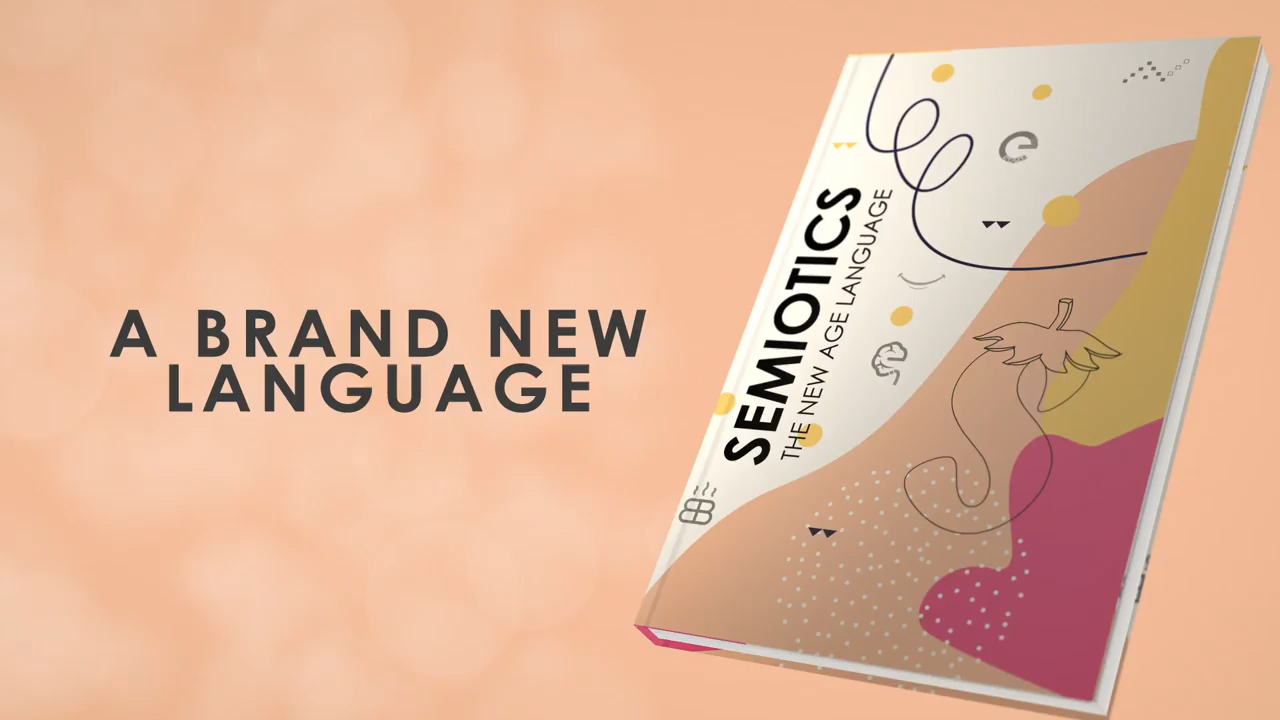 A BRAND NEW
LANGUAGE
SEMIOTICS
THE NEW AGE LANGUAGE
e